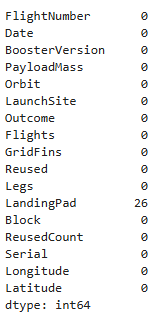 FlightNumber 0
Date 0
BoosterVersion 0
PayloadMass 0
Orbit 0
LaunchSite 0
Outcome 0
Flights 0
GridFins 0
Reused 0
Legs 0
LandingPad 26
Block 0
ReusedCount 0
Serial 0
Longitude 0
Latitude 0
dtype: int64